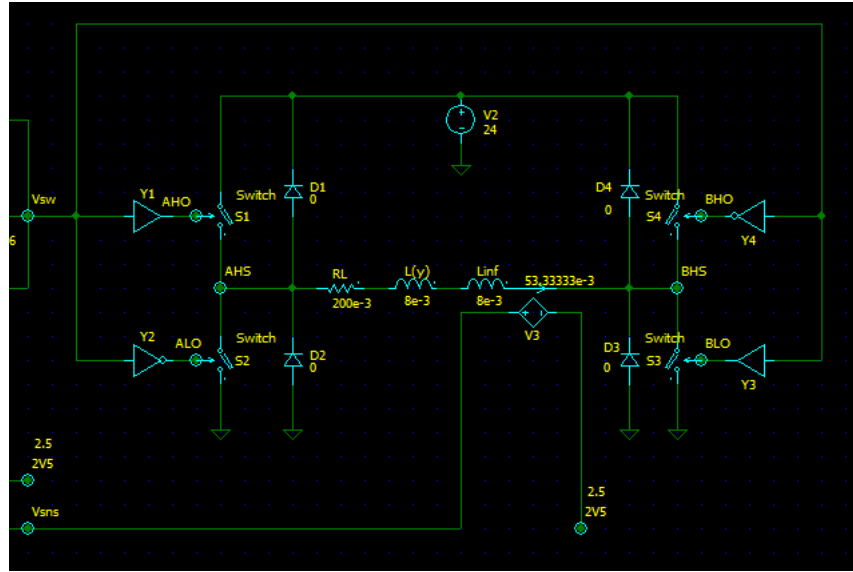 V2
24
Vsw
6
Y1
AHO
Switch
S1
D1
0
D4
0
Switch
S4
BHO
Y4
AHS
RL
200e-3
L(y)
8e-3
Linf
8e-3
53.33333e-3
BHS
V3
Y2
ALO
Switch
S2
D2
0
D3
0
Switch
S3
BLO
Y3
2.5
2V5
Vsns
2.5
2V5